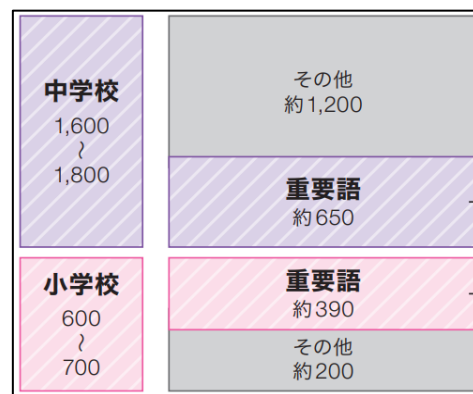 中学校
1,600
〜
1,800
その他
約1,200
重要語
約650
小学校
600
〜
700
重要語
約390
その他
約200